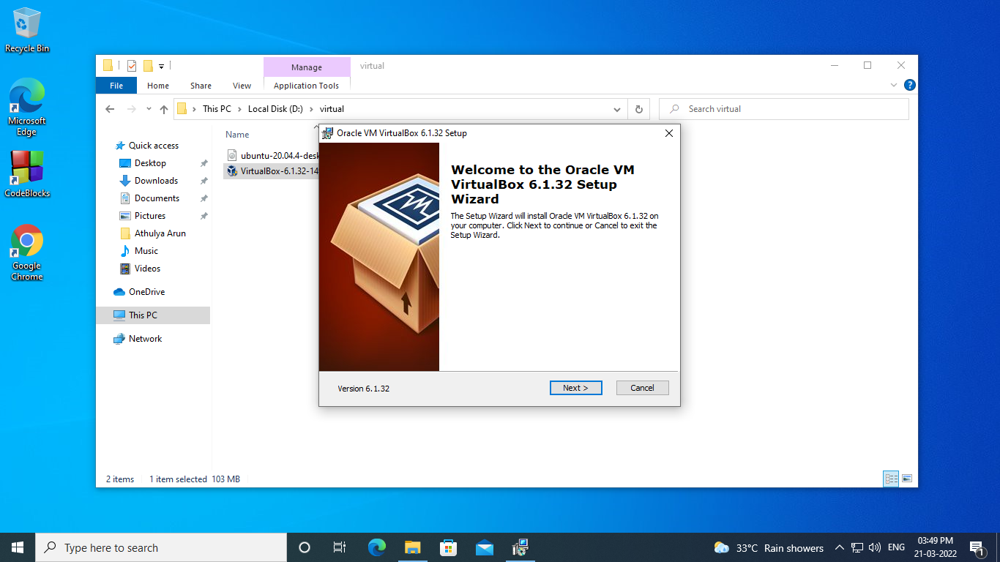 Recycle Bin
Microsoft
Edge
CodeBlocks
Google
Chrome
Manage
virtual
File
Home
Share
View
Application Tools
?
This PC > Local Disk (D:) > virtual
Search virtual
Quick access
Desktop
Downloads
Documents
Pictures
Athulya Arun
Music
Videos
OneDrive
This PC
Network
Name
ubuntu-20.04.4-desk
VirtualBox-6.1.32-14
Oracle VM VirtualBox 6.1.32 Setup
Welcome to the Oracle VM
VirtualBox 6.1.32 Setup
Wizard
The Setup Wizard will install Oracle VM VirtualBox 6.1.32 on
your computer. Click Next to continue or Cancel to exit the
Setup Wizard.
Version 6.1.32
Next >
Cancel
2 items
1 item selected 103 MB
Type here to search
33°C Rain showers
ENG
03:49 PM
21-03-2022
1